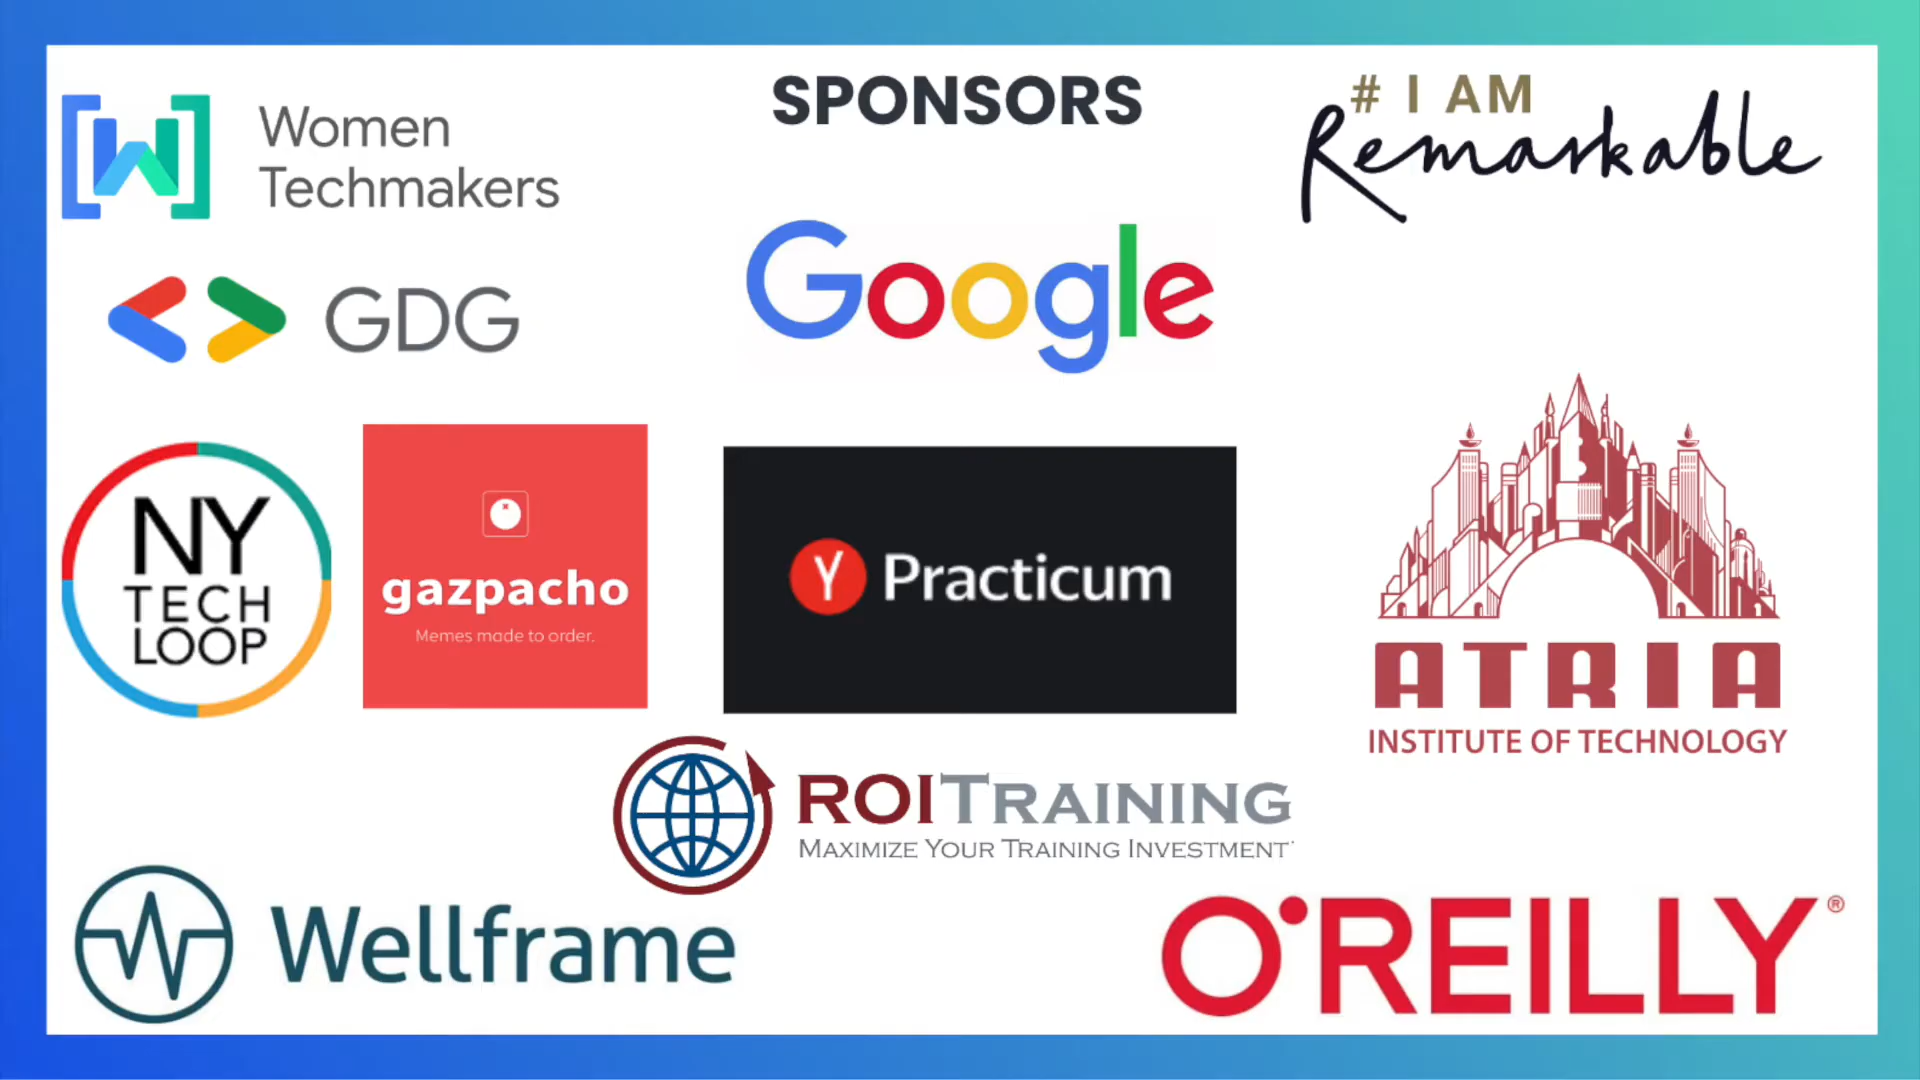 SPONSORS
Women
Techmakers
# I AM
Remarkable
Google
GDG
NY
TECH
LOOP
gazpacho
Memes made to order.
Y Practicum
ATRIA
INSTITUTE OF TECHNOLOGY
ROITRAINING
MAXIMIZE YOUR TRAINING INVESTMENT
Wellframe
O'REILLY®